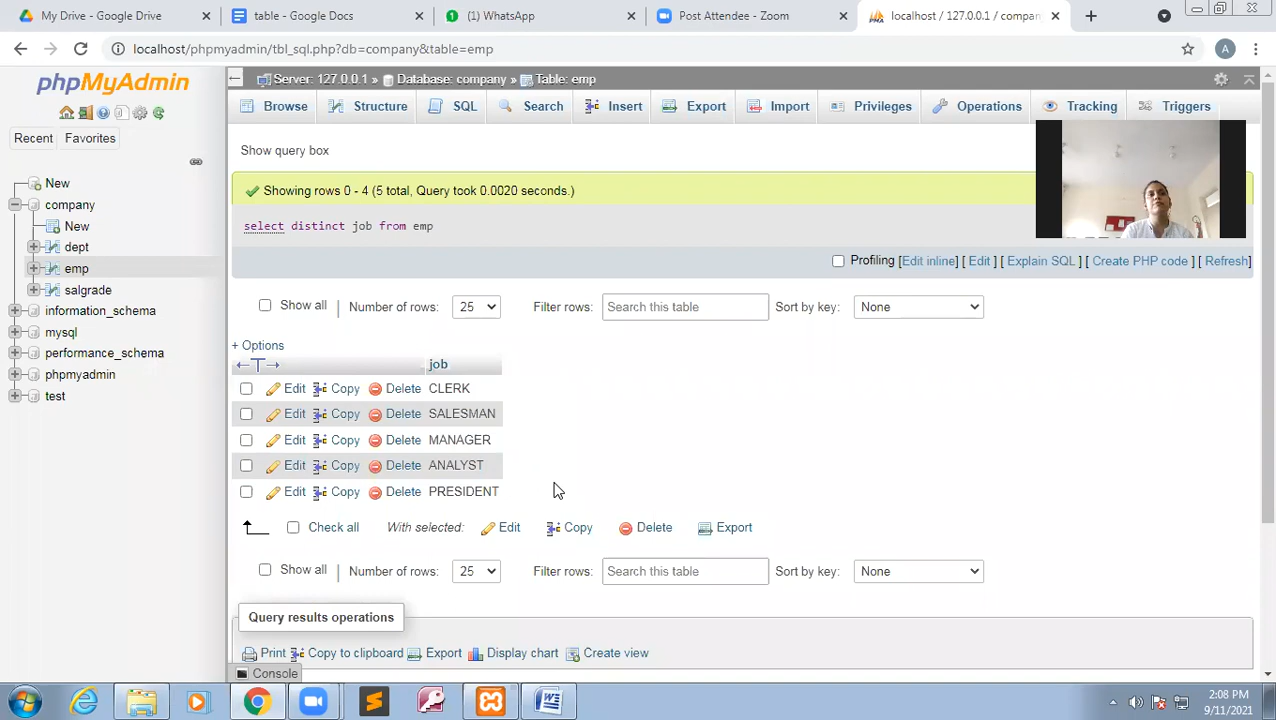 My Drive - Google Drive
table - Google Docs
(1) WhatsApp
Post Attendee - Zoom
localhost / 127.0.0.1 / compan
localhost/phpmyadmin/tbl_sql.php?db=company&table=emp
A
phpMyAdmin
Recent
Favorites
New
company
New
dept
emp
salgrade
information_schema
mysql
performance_schema
phpmyadmin
test
Server: 127.0.0.1 » Database: company » Table: emp
Browse
Structure
SQL
Search
Insert
Export
Import
Privileges
Operations
Tracking
Triggers
Show query box
Showing rows 0 - 4 (5 total, Query took 0.0020 seconds.)
select distinct job from emp
Profiling [Edit inline] [ Edit ] [ Explain SQL ] [ Create PHP code ] [ Refresh]
Show all | Number of rows: 25 Filter rows: Search this table Sort by key: None
+ Options
←T→ job
Edit Copy Delete CLERK
Edit Copy Delete SALESMAN
Edit Copy Delete MANAGER
Edit Copy Delete ANALYST
Edit Copy Delete PRESIDENT
Check all With selected: Edit Copy Delete Export
Show all | Number of rows: 25 Filter rows: Search this table Sort by key: None
Query results operations
Print Copy to clipboard Export Display chart Create view
Console
2:08 PM
9/11/2021